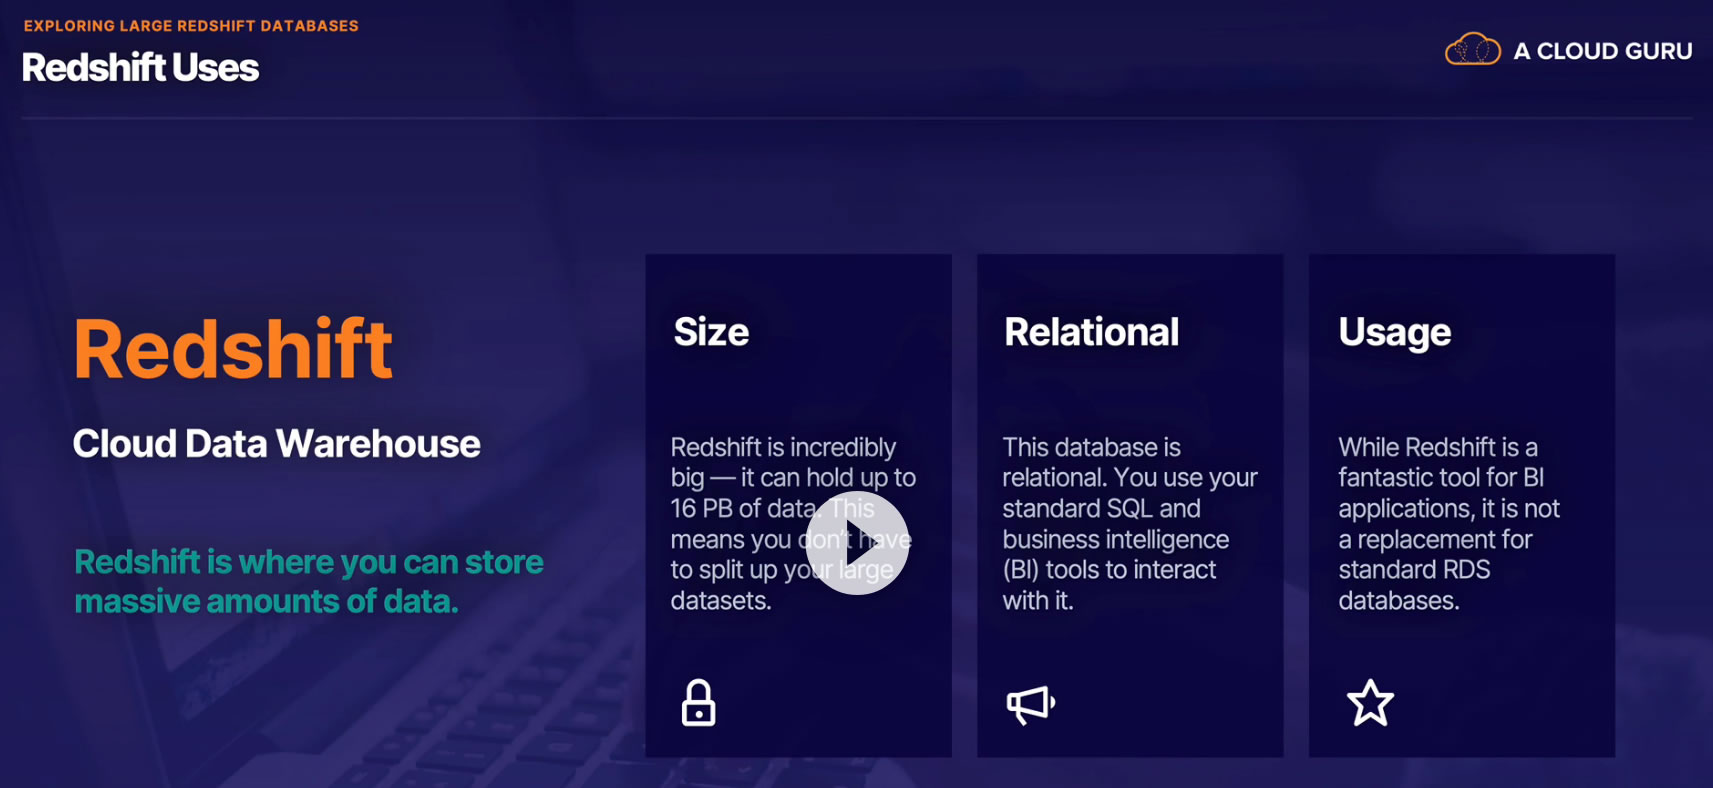 EXPLORING LARGE REDSHIFT DATABASES
Redshift Uses
A CLOUD GURU
Redshift
Cloud Data Warehouse
Redshift is where you can store
massive amounts of data.
Size
Redshift is incredibly
big — it can hold up to
16 PB of data. This
means you don't have
to split up your large
datasets.
Relational
This database is
relational. You use your
standard SQL and
business intelligence
(BI) tools to interact
with it.
Usage
While Redshift is a
fantastic tool for BI
applications, it is not
a replacement for
standard RDS
databases.